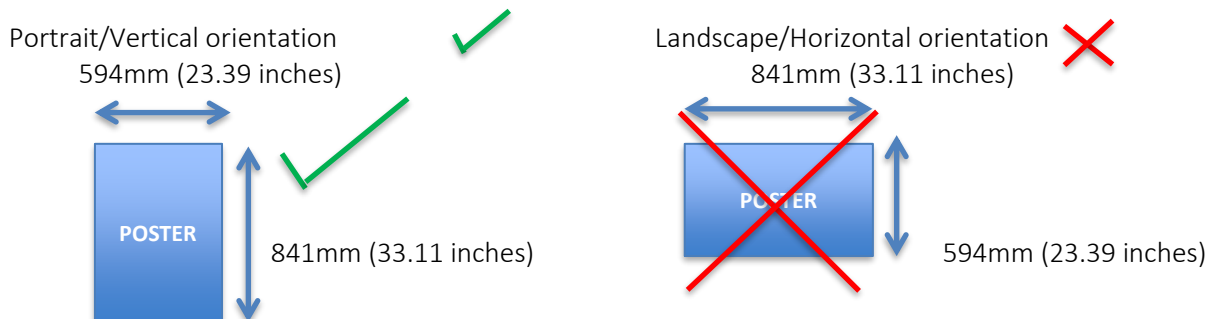 Portrait/Vertical orientation
594mm (23.39 inches)
POSTER
841mm (33.11 inches)
Landscape/Horizontal orientation
841mm (33.11 inches)
POSTER
594mm (23.39 inches)